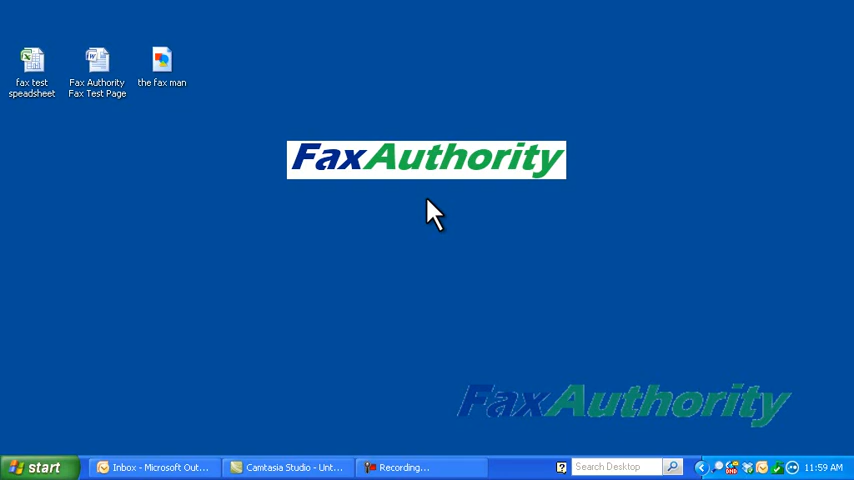 fax test
speadsheet
Fax Authority
Fax Test Page
the fax man
FaxAuthority
FaxAuthority
start
Inbox - Microsoft Out...
Camtasia Studio - Unt...
Recording...
Search Desktop
11:59 AM